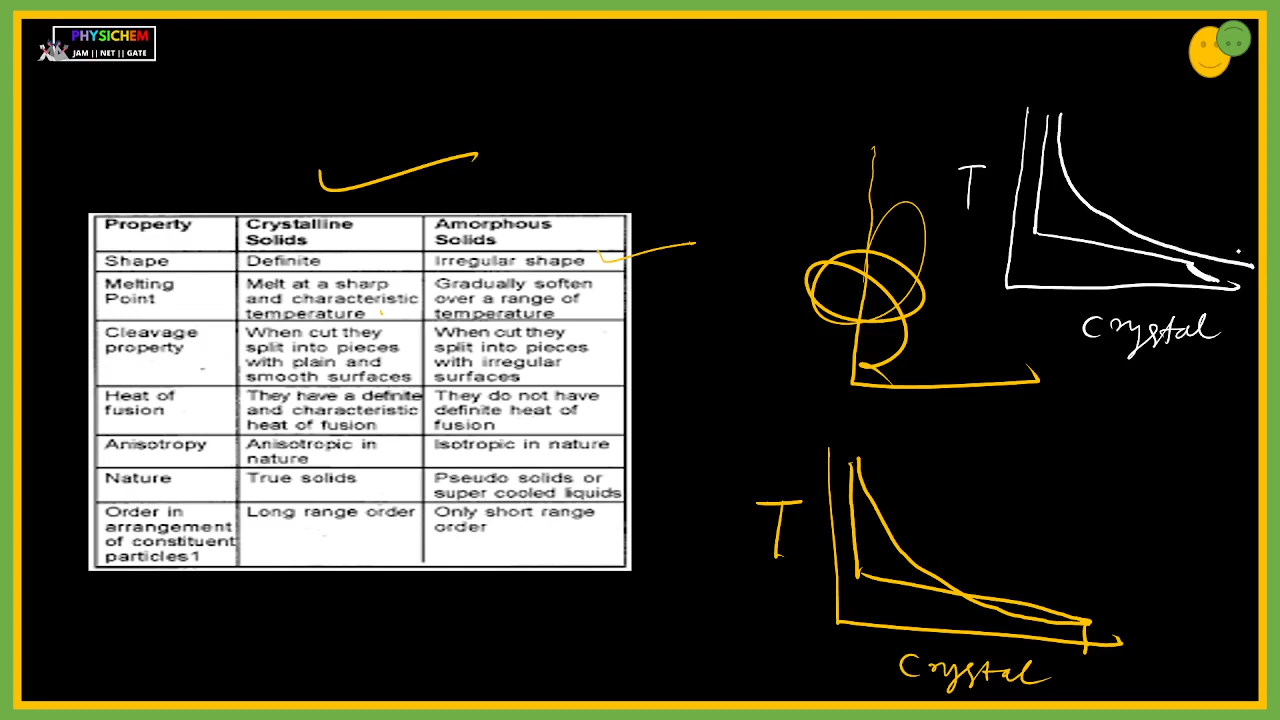 PHYSICHEM
JAM || NET || GATE
Property
Crystalline
Solids
Amorphous
Solids
Shape
Definite
Irregular shape
Melting
Point
Melt at a sharp
and characteristic
temperature
Gradually soften
over a range of
temperature
Cleavage
property
When cut they
split into pieces
with plain and
smooth surfaces
When cut they
split into pieces
with irregular
surfaces
Heat of
fusion
They have a definite
and characteristic
heat of fusion
They do not have
definite heat of
fusion
Anisotropy
Anisotropic in
nature
Isotropic in nature
Nature
True solids
Pseudo solids or
super cooled liquids
Order in
arrangement
of constituent
particles1
Long range order
Only short range
order
T
Crystal
T
Crystal